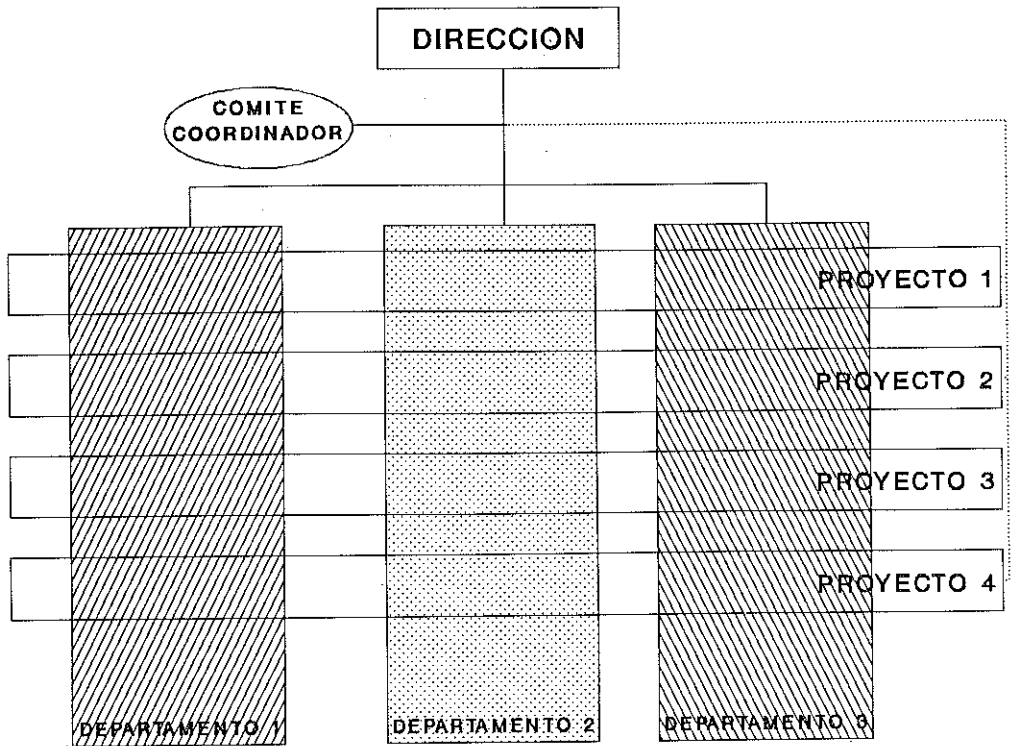 DIRECCION
COMITE
COORDINADOR
PROYECTO 1
PROYECTO 2
PROYECTO 3
PROYECTO 4
DEPARTAMENTO 1
DEPARTAMENTO 2
DEPARTAMENTO 3